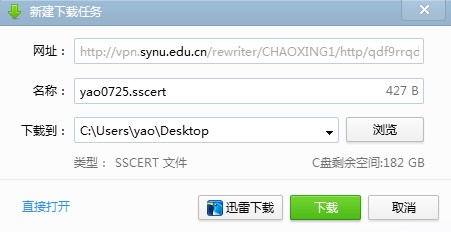 新建下载任务
网址: http://vpn.synu.edu.cn/rewriter/CHAOXING1/http/qdf9rrqd
名称: yao0725.sscert 427 B
下载到: C:\Users\yao\Desktop 浏览
类型: SSCERT 文件 C盘剩余空间:182 GB
直接打开 迅雷下载 下载 取消